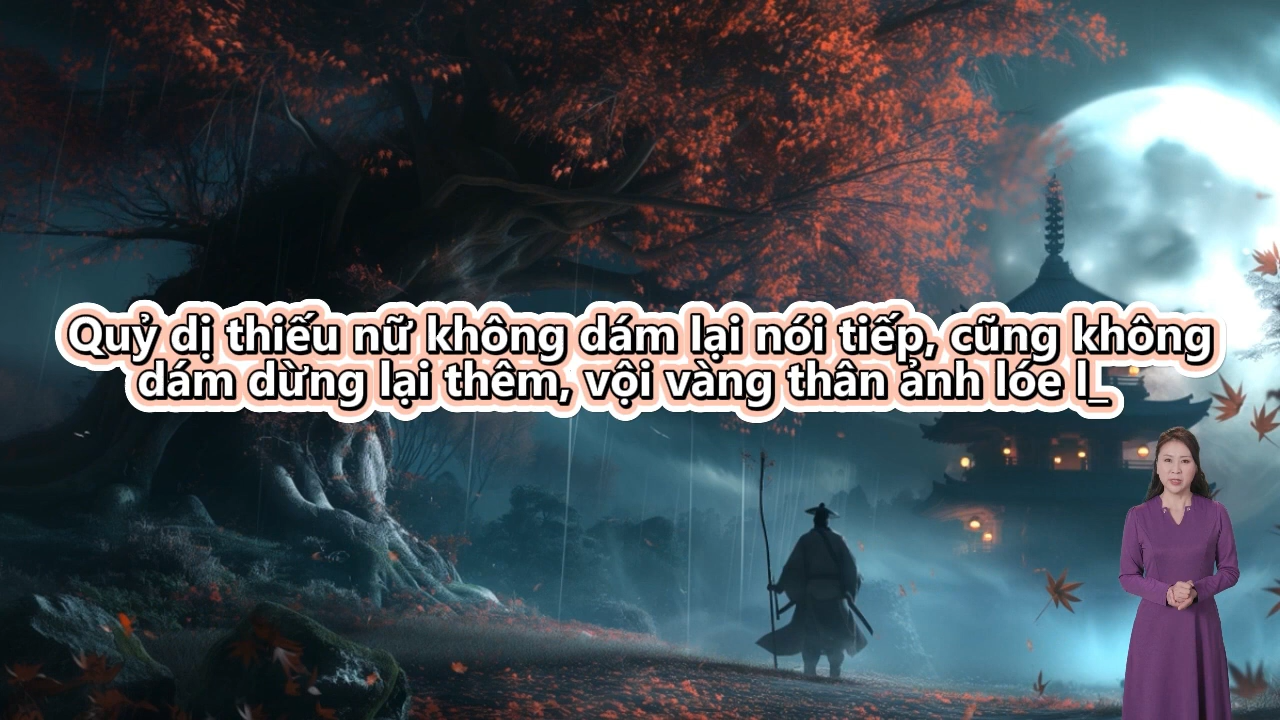 Quỷ dị thiếu nữ không dám lại nói tiếp, cũng không
dám dừng lại thêm, vội vàng thân ảnh lóe l_